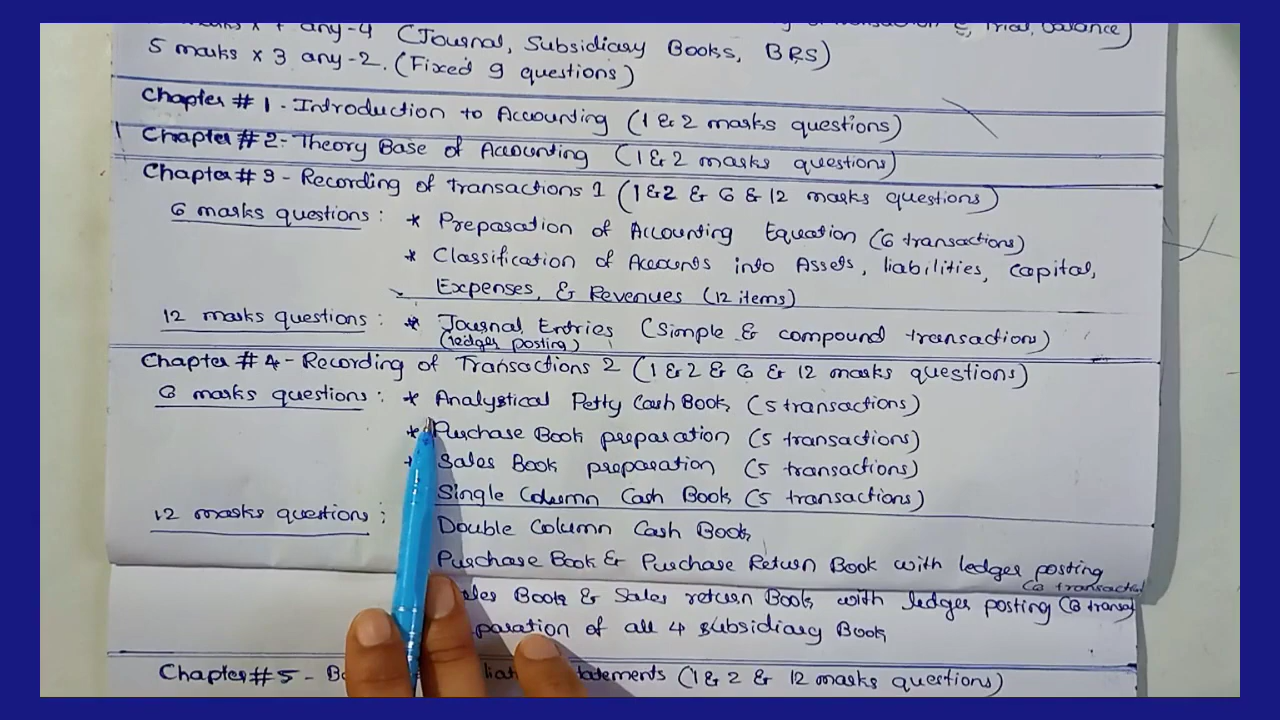 any-4 (Journal, Subsidiary Books, BRS)
Trial balance)
5 marks x 3 any-2. (Fixed 9 questions)
Chapter # 1 - Introduction to Accounting (1 & 2 marks questions)
Chapter # 2:- Theory Base of Accounting (1 & 2 marks questions)
Chapter # 3 - Recording of transactions 1 (1 & 2 & 6 & 12 marks questions)
6 marks questions : * Preparation of Accounting Equation (6 transactions)
* Classification of Accounts into Assets, liabilities, capital,
Expenses, & Revenues (12 items)
12 marks questions : * Journal Entries (Simple & compound transaction)
(ledger posting)
Chapter # 4 - Recording of Transactions 2 (1 & 2 & 6 & 12 marks questions)
6 marks questions : * Analystical Petty Cash Book (5 transactions)
* Purchase Book preparation (5 transactions)
* Sales Book preparation (5 transactions)
Single Column Cash Book (5 transactions)
12 marks questions ; Double Column Cash Book
Purchase Book & Purchase Return Book with ledger posting
Book & Sales return Book with ledger posting
of all 4 subsidiary Book
Chapter # 5 - (1 & 2 & 12 marks questions)